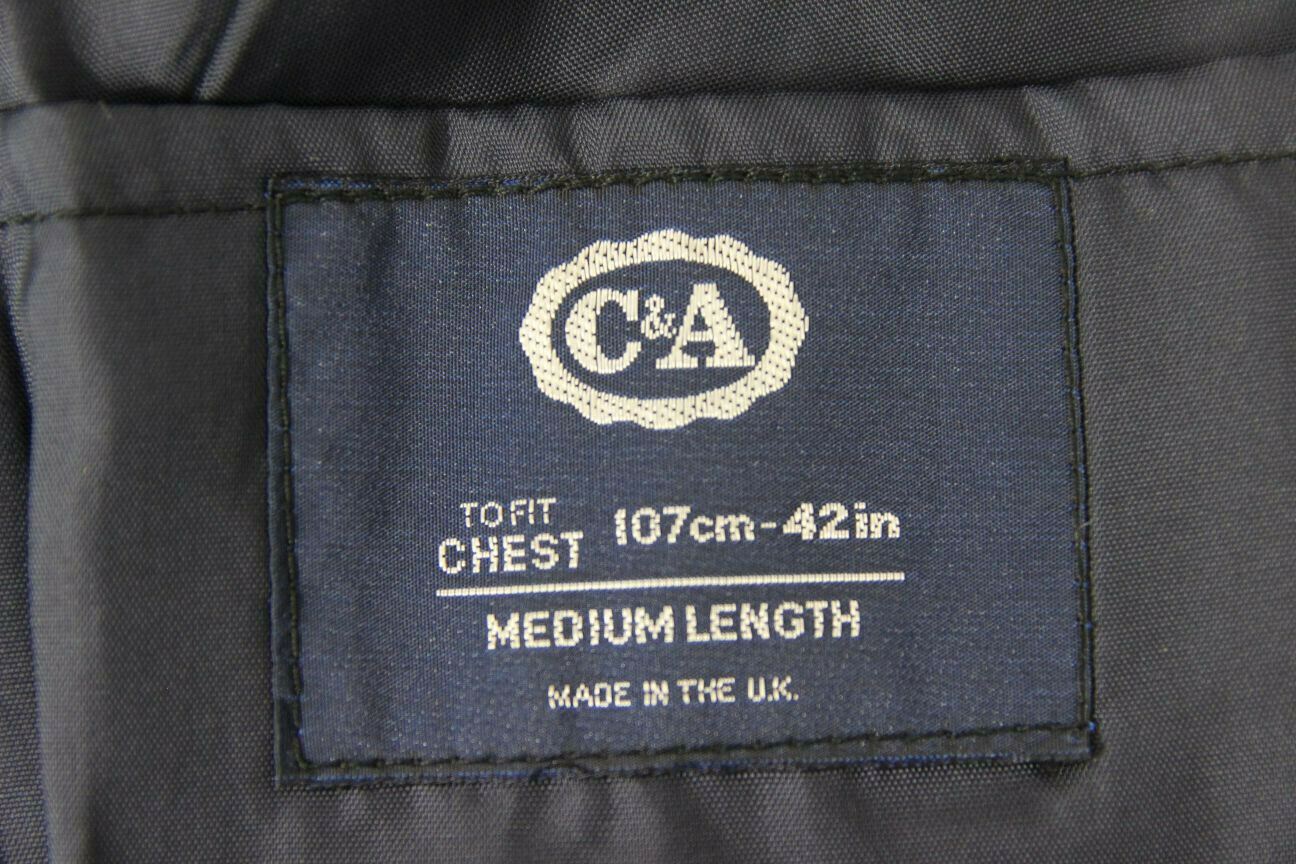 C&A
TO FIT
CHEST 107cm-42in
MEDIUM LENGTH
MADE IN THE U.K.